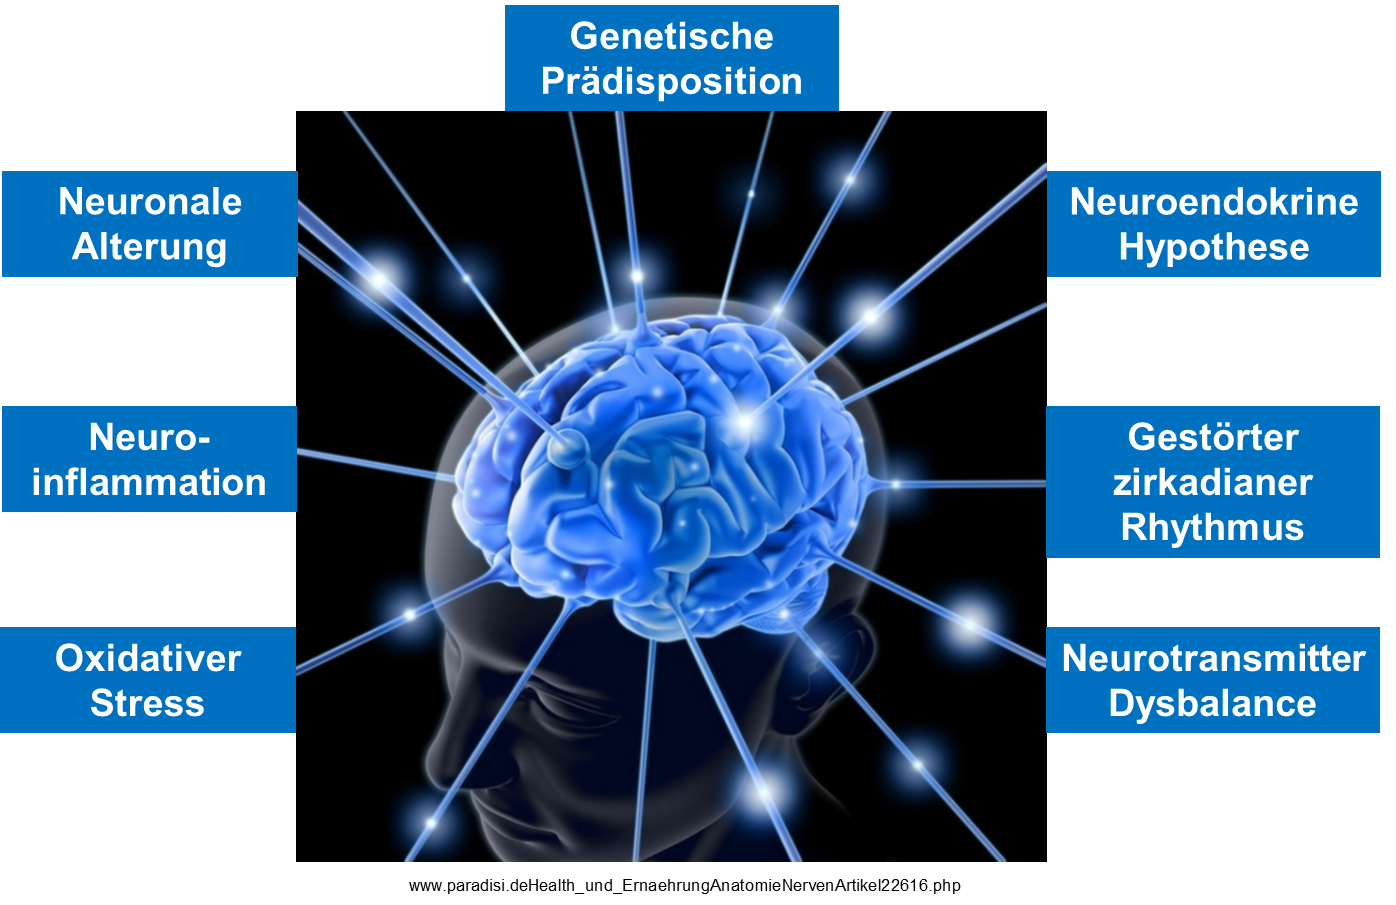 Genetische
Prädisposition
Neuronale
Alterung
Neuroendokrine
Hypothese
Neuro-
inflammation
Gestörter
zirkadianer
Rhythmus
Oxidativer
Stress
Neurotransmitter
Dysbalance
www.paradisi.deHealth_und_ErnaehrungAnatomieNervenArtikel22616.php